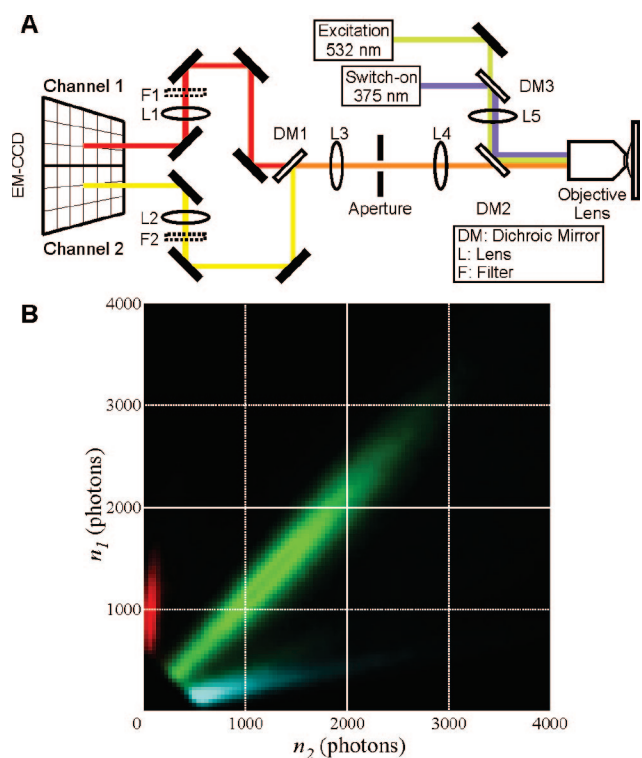 A
Excitation
532 nm
Switch-on
375 nm
DM3
L5
Channel 1
F1
L1
DM1
L3
L4
EM-CCD
Aperture
DM2
Objective
Lens
L2
F2
Channel 2
DM: Dichroic Mirror
L: Lens
F: Filter
B
4000
3000
2000
1000
n1 (photons)
0
1000
2000
3000
4000
n2 (photons)